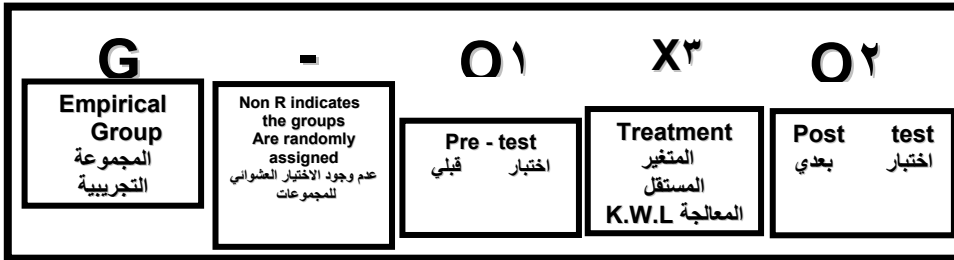 G - O١ X٣ O٢
Empirical
Group
المجموعة
التجريبية
Non R indicates
the groups
Are randomly
assigned
عدم وجود الاختيار العشوائي
للمجموعات
Pre - test
اختبار قبلي
Treatment
المتغير
المستقل
المعالجة K.W.L
Post test
اختبار بعدي